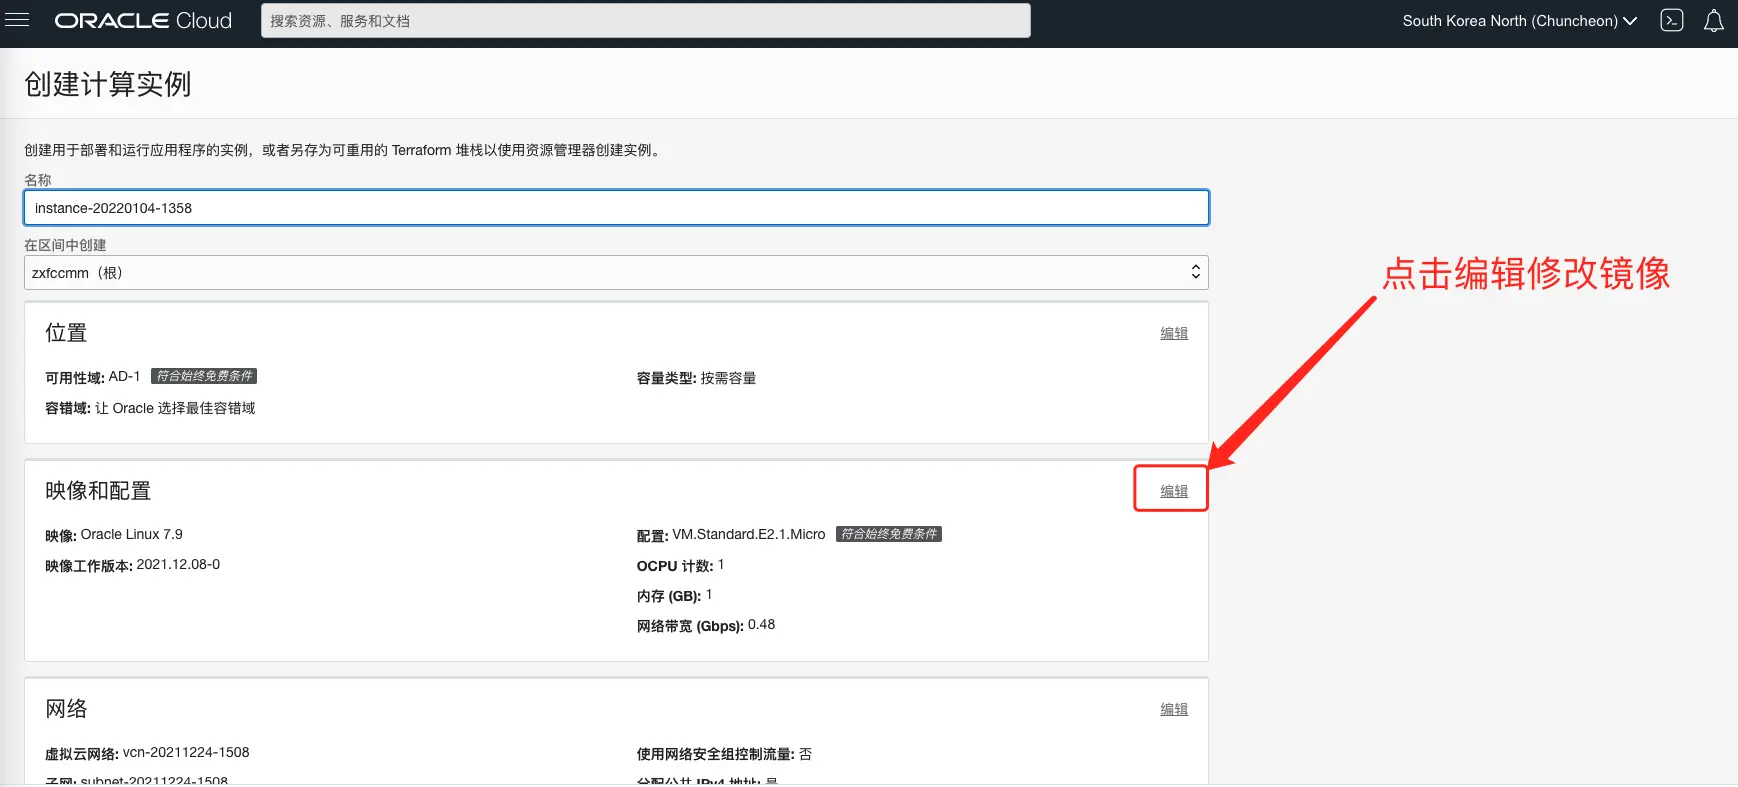 ORACLE Cloud
搜索资源、服务和文档
South Korea North (Chuncheon)
创建计算实例
创建用于部署和运行应用程序的实例，或者另存为可重用的 Terraform 堆栈以使用资源管理器创建实例。
名称
instance-20220104-1358
在区间中创建
zxfccmm（根）
点击编辑修改镜像
位置
编辑
可用性域: AD-1 符合始终免费条件
容量类型: 按需容量
容错域: 让 Oracle 选择最佳容错域
映像和配置
编辑
映像: Oracle Linux 7.9
配置: VM.Standard.E2.1.Micro 符合始终免费条件
映像工作版本: 2021.12.08-0
OCPU 计数: 1
内存 (GB): 1
网络带宽 (Gbps): 0.48
网络
编辑
虚拟云网络: vcn-20211224-1508
使用网络安全组控制流量: 否
子网: subnet-20211224-1508
分配公共 IPv4 地址: 是